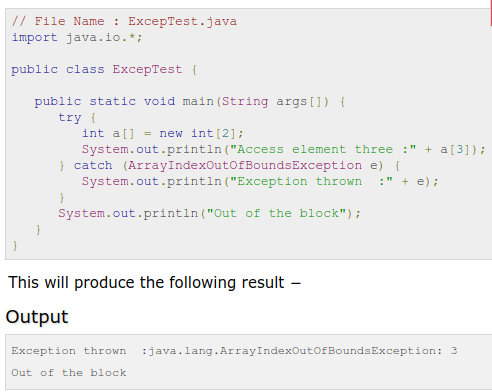 // File Name : ExcepTest.java
import java.io.*;

public class ExcepTest {

   public static void main(String args[]) {
      try {
         int a[] = new int[2];
         System.out.println("Access element three :" + a[3]);
      } catch (ArrayIndexOutOfBoundsException e) {
         System.out.println("Exception thrown  :" + e);
      }
      System.out.println("Out of the block");
   }
}
This will produce the following result −
Output
Exception thrown  :java.lang.ArrayIndexOutOfBoundsException: 3
Out of the block